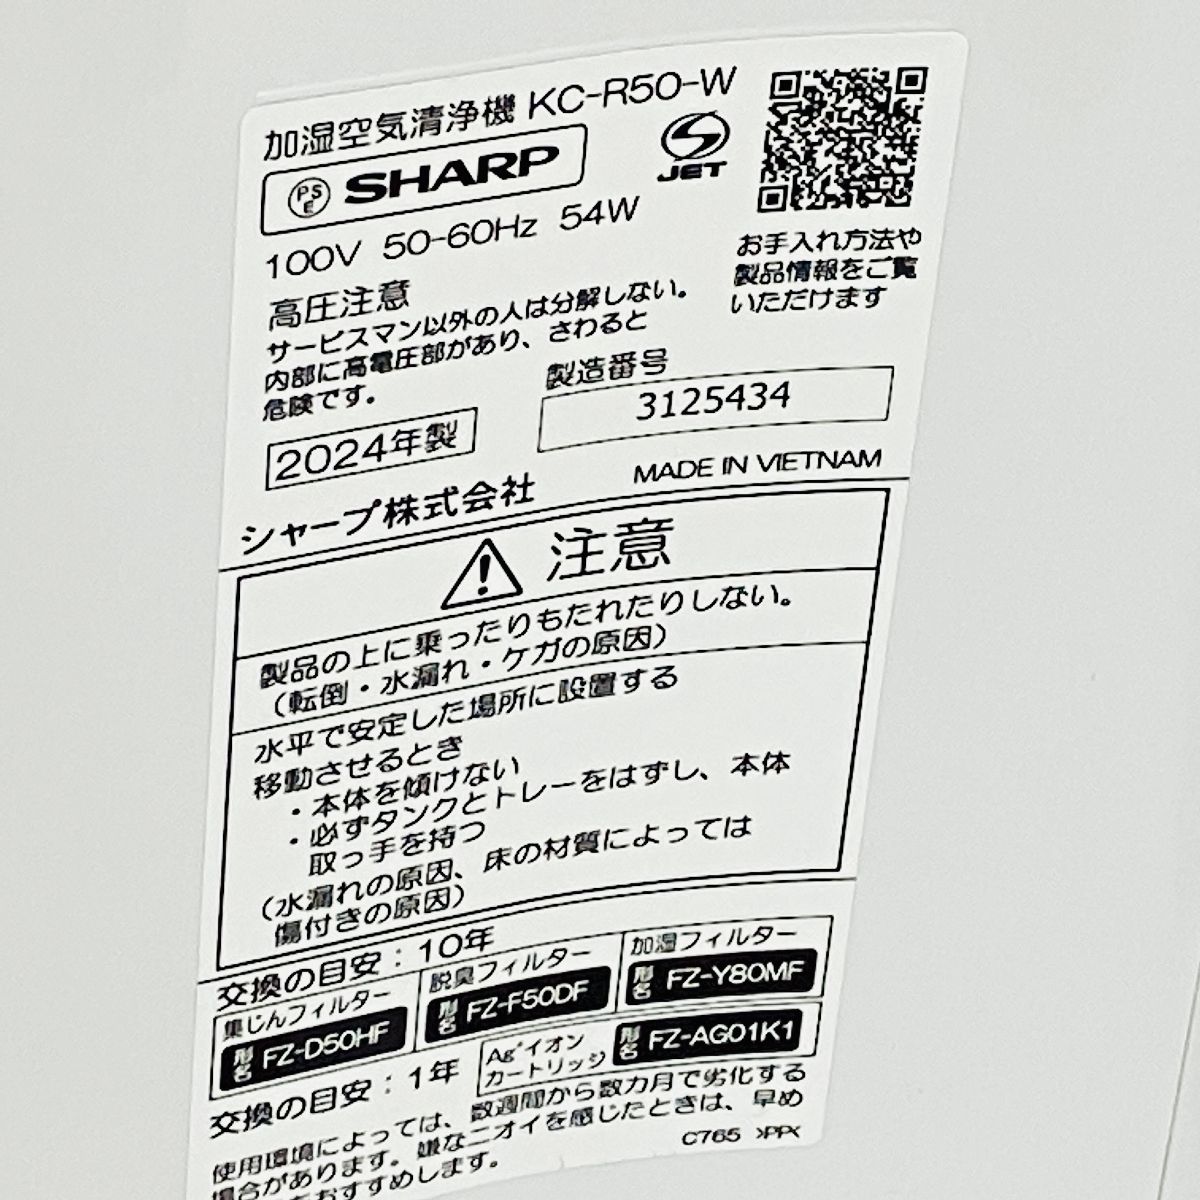 加湿空気清浄機 KC-R50-W
PSE SHARP
JET
100V 50-60Hz 54W
お手入れ方法や
製品情報をご覧
いただけます
高圧注意
サービスマン以外の人は分解しない。
内部に高電圧部があり、さわると
危険です。
製造番号
3125434
2024年製
MADE IN VIETNAM
シャープ株式会社
注意
製品の上に乗ったりもたれたりしない。
(転倒・水漏れ・ケガの原因)
水平で安定した場所に設置する
移動させるとき
・本体を傾けない
・必ずタンクとトレーをはずし、本体
取っ手を持つ
(水漏れの原因、床の材質によっては
傷付きの原因)
交換の目安：10年
集じんフィルター
形名 FZ-D50HF
脱臭フィルター
形名 FZ-F50DF
加湿フィルター
形名 FZ-Y80MF
交換の目安：1年
Ag⁺イオン
カートリッジ
形名 FZ-AG01K1
使用環境によっては、数週間から数カ月で劣化する
場合があります。嫌なニオイを感じたときは、早め
をおすすめします。
C765 >PP<